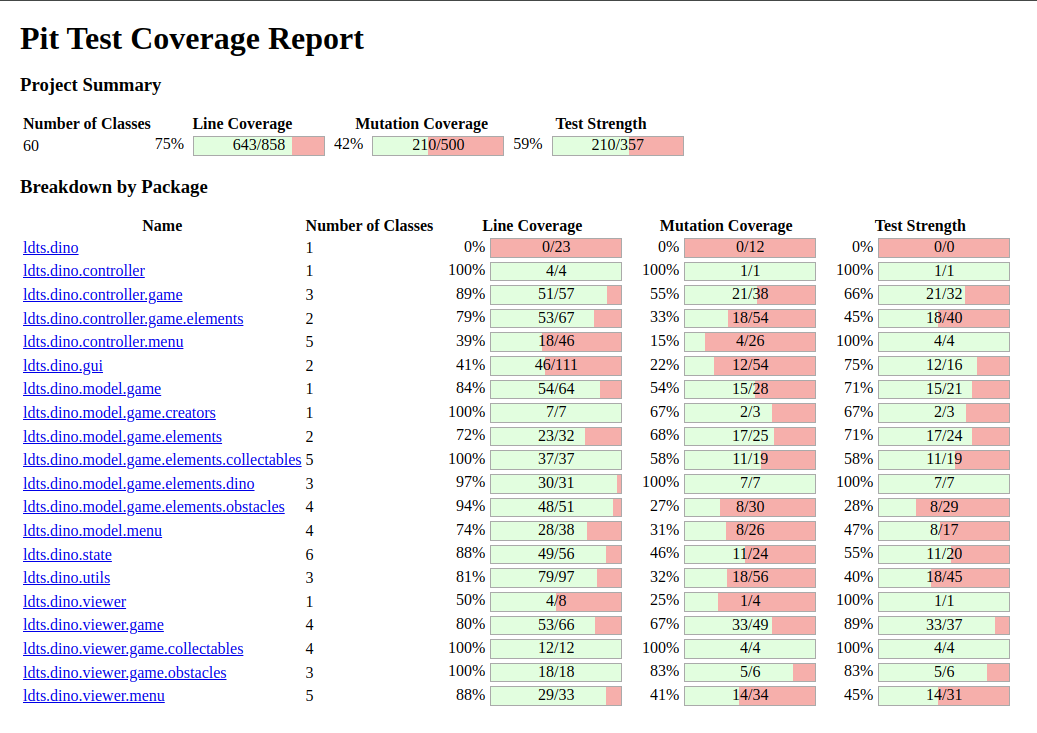 Pit Test Coverage Report
Project Summary
Number of Classes Line Coverage Mutation Coverage Test Strength
60 75% 643/858 42% 210/500 59% 210/357
Breakdown by Package
Name Number of Classes Line Coverage Mutation Coverage Test Strength
ldts.dino 1 0% 0/23 0% 0/12 0% 0/0
ldts.dino.controller 1 100% 4/4 100% 1/1 100% 1/1
ldts.dino.controller.game 3 89% 51/57 55% 21/38 66% 21/32
ldts.dino.controller.game.elements 2 79% 53/67 33% 18/54 45% 18/40
ldts.dino.controller.menu 5 39% 18/46 15% 4/26 100% 4/4
ldts.dino.gui 2 41% 46/111 22% 12/54 75% 12/16
ldts.dino.model.game 1 84% 54/64 54% 15/28 71% 15/21
ldts.dino.model.game.creators 1 100% 7/7 67% 2/3 67% 2/3
ldts.dino.model.game.elements 2 72% 23/32 68% 17/25 71% 17/24
ldts.dino.model.game.elements.collectables 5 100% 37/37 58% 11/19 58% 11/19
ldts.dino.model.game.elements.dino 3 97% 30/31 100% 7/7 100% 7/7
ldts.dino.model.game.elements.obstacles 4 94% 48/51 27% 8/30 28% 8/29
ldts.dino.model.menu 4 74% 28/38 31% 8/26 47% 8/17
ldts.dino.state 6 88% 49/56 46% 11/24 55% 11/20
ldts.dino.utils 3 81% 79/97 32% 18/56 40% 18/45
ldts.dino.viewer 1 50% 4/8 25% 1/4 100% 1/1
ldts.dino.viewer.game 4 80% 53/66 67% 33/49 89% 33/37
ldts.dino.viewer.game.collectables 4 100% 12/12 100% 4/4 100% 4/4
ldts.dino.viewer.game.obstacles 3 100% 18/18 83% 5/6 83% 5/6
ldts.dino.viewer.menu 5 88% 29/33 41% 14/34 45% 14/31